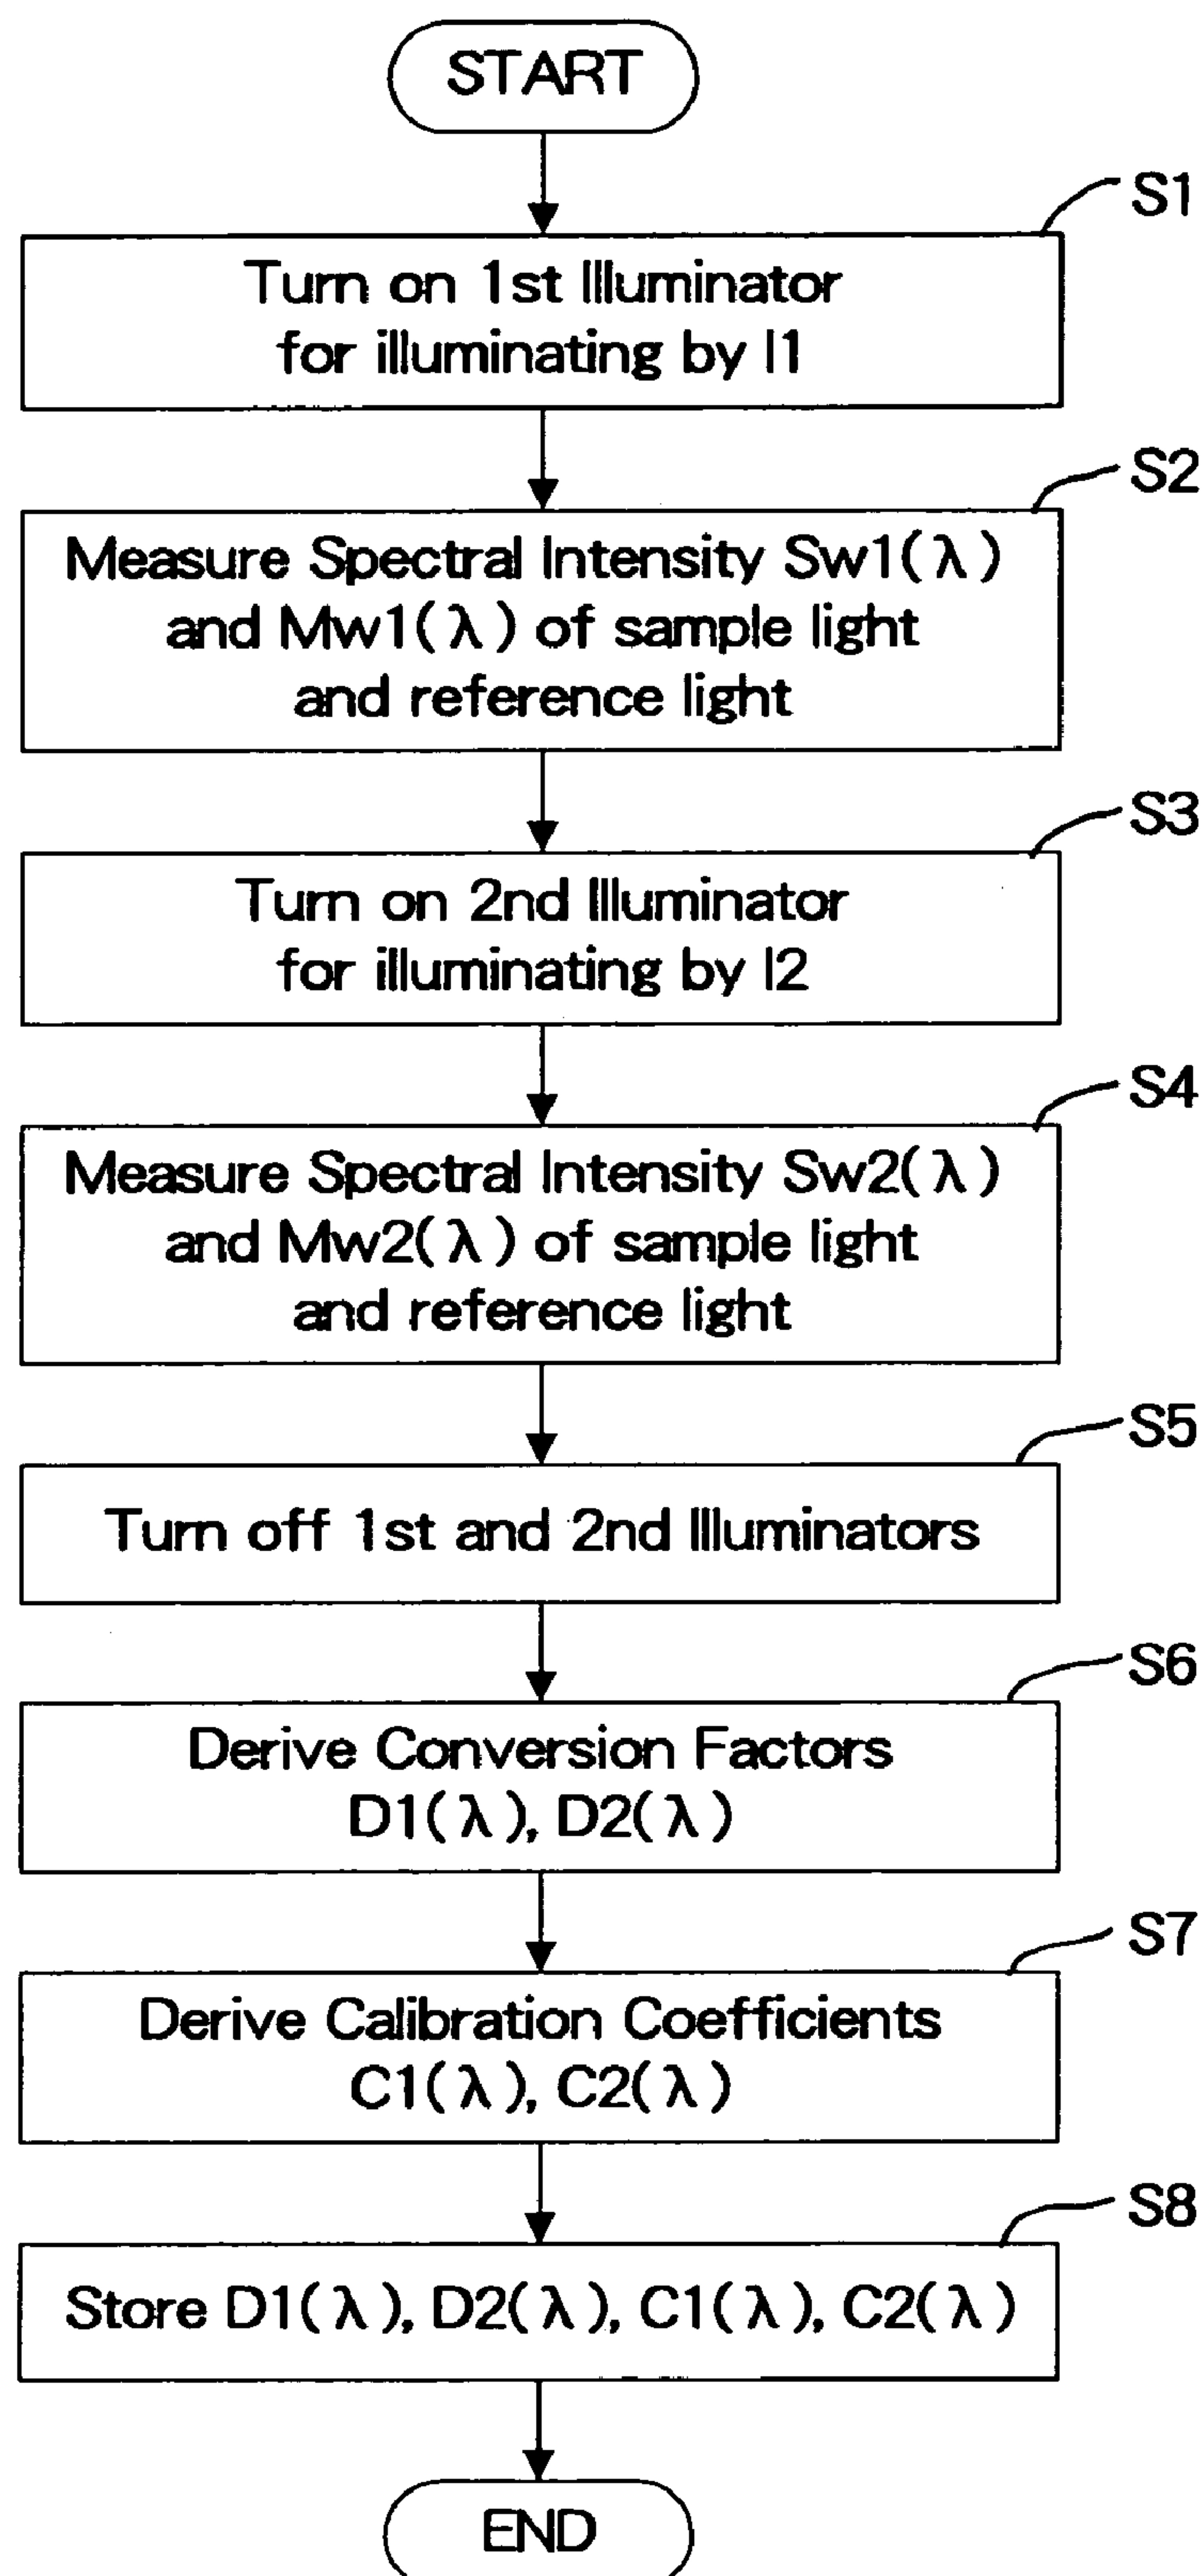 START
S1
Turn on 1st Illuminator
for illuminating by I1
S2
Measure Spectral Intensity Sw1(λ)
and Mw1(λ) of sample light
and reference light
S3
Turn on 2nd Illuminator
for illuminating by I2
S4
Measure Spectral Intensity Sw2(λ)
and Mw2(λ) of sample light
and reference light
S5
Turn off 1st and 2nd Illuminators
S6
Derive Conversion Factors
D1(λ), D2(λ)
S7
Derive Calibration Coefficients
C1(λ), C2(λ)
S8
Store D1(λ), D2(λ), C1(λ), C2(λ)
END